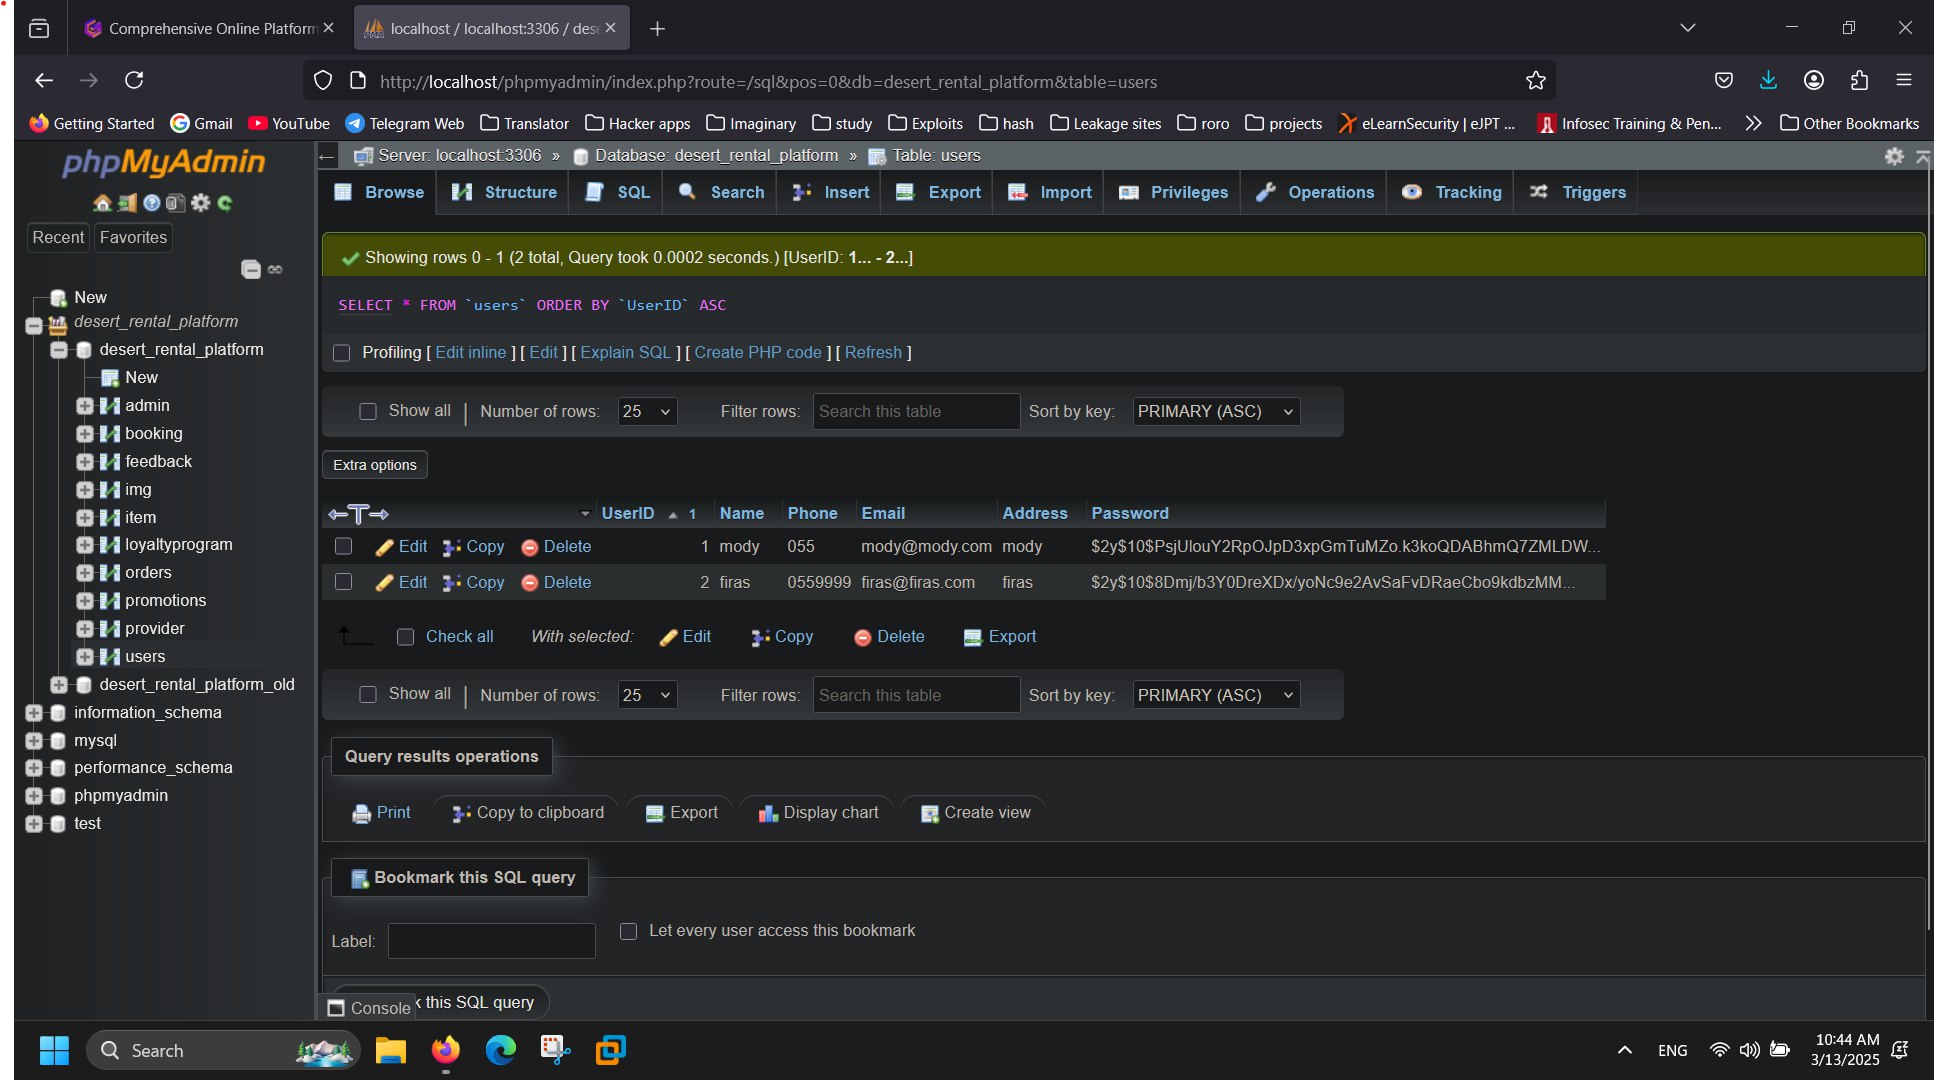 Comprehensive Online Platform
localhost / localhost:3306 / dese
http://localhost/phpmyadmin/index.php?route=/sql&pos=0&db=desert_rental_platform&table=users
Getting Started Gmail YouTube Telegram Web Translator Hacker apps Imaginary study Exploits hash Leakage sites roro projects eLearnSecurity | eJPT ... Infosec Training & Pen... Other Bookmarks
phpMyAdmin
Recent Favorites
New
desert_rental_platform
desert_rental_platform
New
admin
booking
feedback
img
item
loyaltyprogram
orders
promotions
provider
users
desert_rental_platform_old
information_schema
mysql
performance_schema
phpmyadmin
test
Server: localhost:3306 » Database: desert_rental_platform » Table: users
Browse Structure SQL Search Insert Export Import Privileges Operations Tracking Triggers
Showing rows 0 - 1 (2 total, Query took 0.0002 seconds.) [UserID: 1... - 2...]
SELECT * FROM `users` ORDER BY `UserID` ASC
Profiling [ Edit inline ] [ Edit ] [ Explain SQL ] [ Create PHP code ] [ Refresh ]
Show all | Number of rows: 25 Filter rows: Search this table Sort by key: PRIMARY (ASC)
Extra options
UserID 1 Name Phone Email Address Password
Edit Copy Delete 1 mody 055 mody@mody.com mody $2y$10$PsjUlouY2RpOJpD3xpGmTuMZo.k3koQDABhmQ7ZMLDW...
Edit Copy Delete 2 firas 0559999 firas@firas.com firas $2y$10$8Dmj/b3Y0DreXDx/yoNc9e2AvSaFvDRaeCbo9kdbzMM...
Check all With selected: Edit Copy Delete Export
Show all | Number of rows: 25 Filter rows: Search this table Sort by key: PRIMARY (ASC)
Query results operations
Print Copy to clipboard Export Display chart Create view
Bookmark this SQL query
Label: Let every user access this bookmark
Console k this SQL query
Search
ENG
10:44 AM
3/13/2025